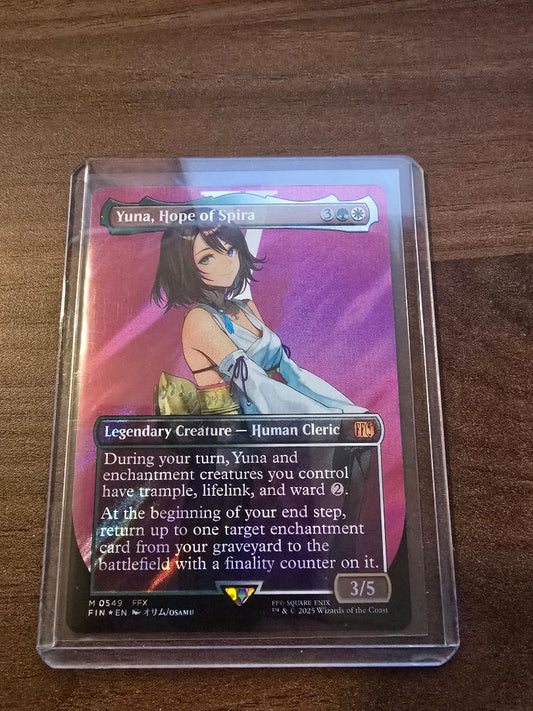 Yuna, Hope of Spira 3
Legendary Creature — Human Cleric
During your turn, Yuna and
enchantment creatures you control
have trample, lifelink, and ward 2.
At the beginning of your end step,
return up to one target enchantment
card from your graveyard to the
battlefield with a finality counter on it.
3/5
M 0549 FFX
FIN★EN オサム/OSAMU
SQUARE ENIX
™ & © 2025 Wizards of the Coast